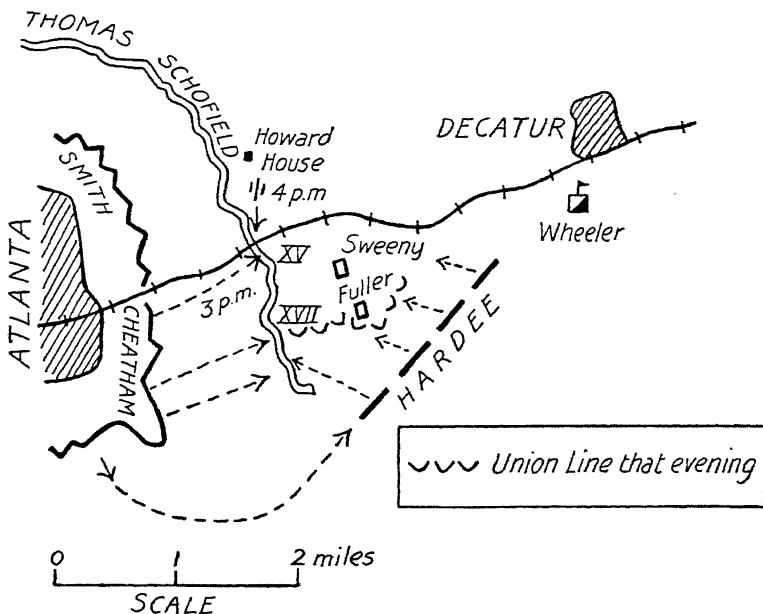 THOMAS
SCHOFIELD
Howard
House
4 p.m
DECATUR
Wheeler
SMITH
ATLANTA
XV
Sweeny
Fuller
3 p.m.
XVII
CHEATHAM
HARDEE
Union Line that evening
0 1 2 miles
SCALE